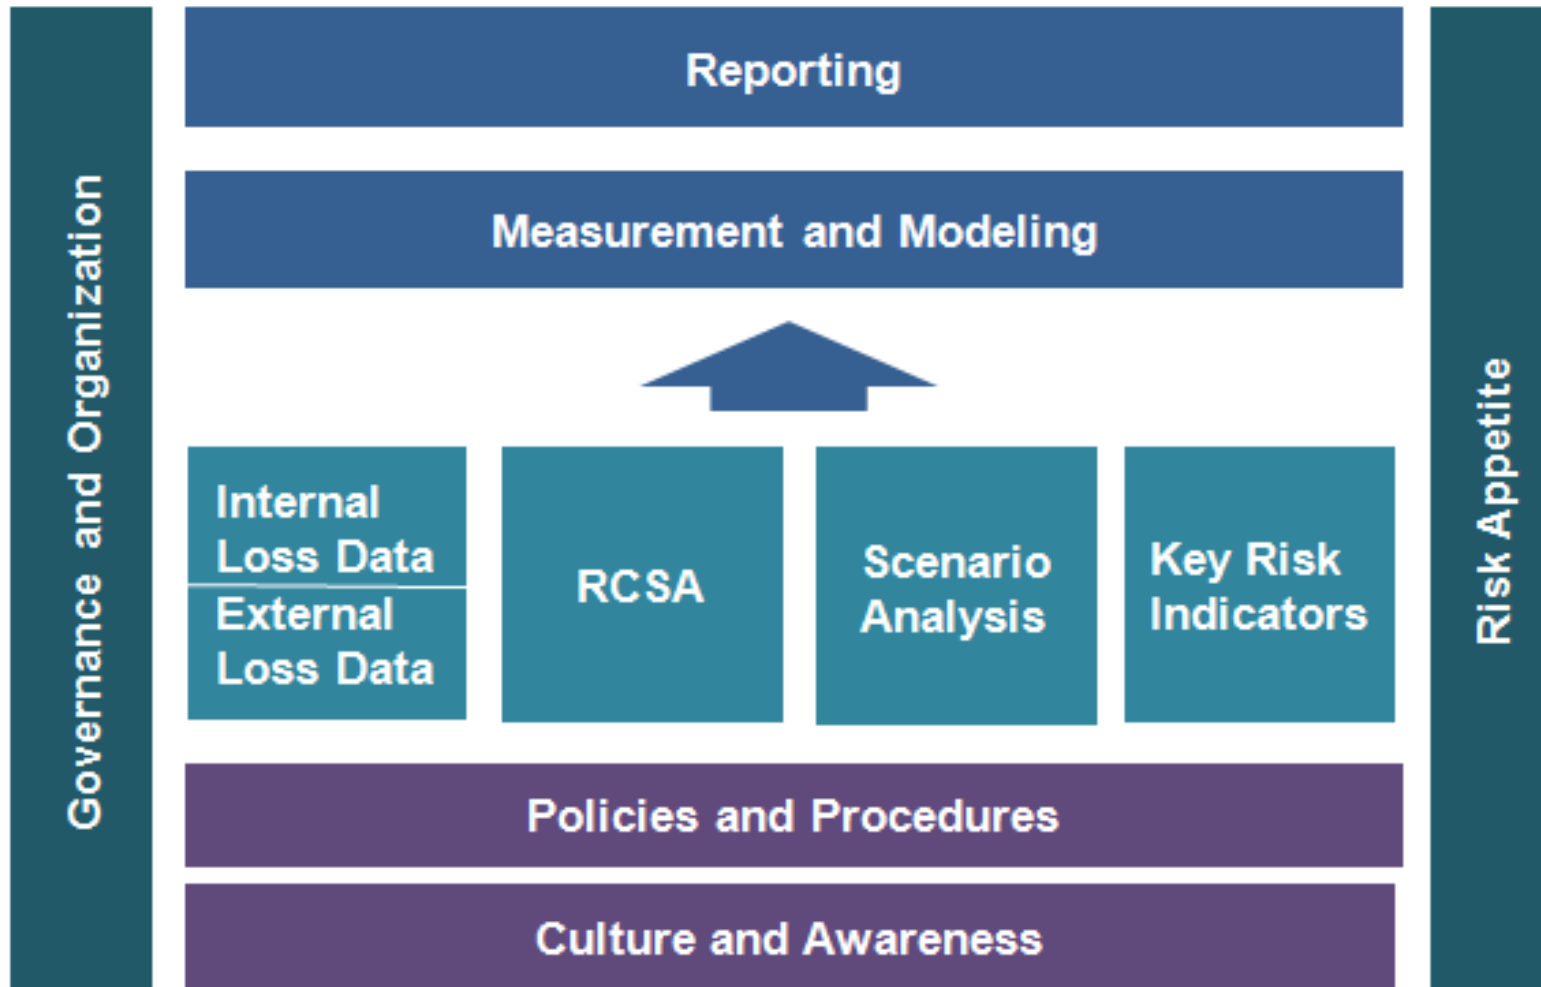 Governance and Organization
Reporting
Measurement and Modeling
Internal
Loss Data
External
Loss Data
RCSA
Scenario
Analysis
Key Risk
Indicators
Policies and Procedures
Culture and Awareness
Risk Appetite